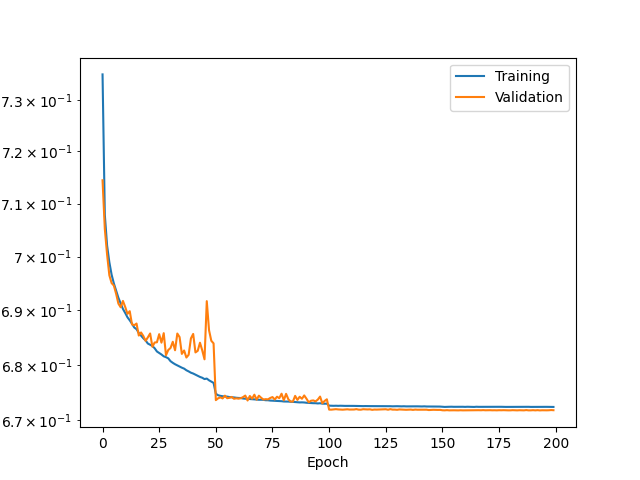 Training
Validation
7.3 × 10⁻¹
7.2 × 10⁻¹
7.1 × 10⁻¹
7 × 10⁻¹
6.9 × 10⁻¹
6.8 × 10⁻¹
6.7 × 10⁻¹
0 25 50 75 100 125 150 175 200
Epoch